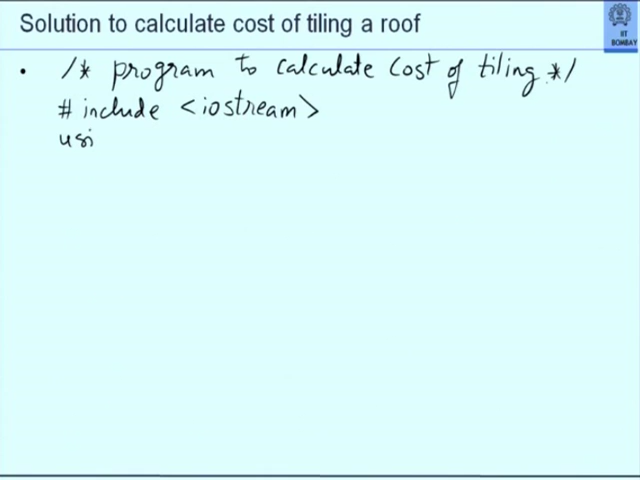 Solution to calculate cost of tiling a roof
IIT
BOMBAY
• /* program to calculate cost of tiling */
# include <iostream>
usi